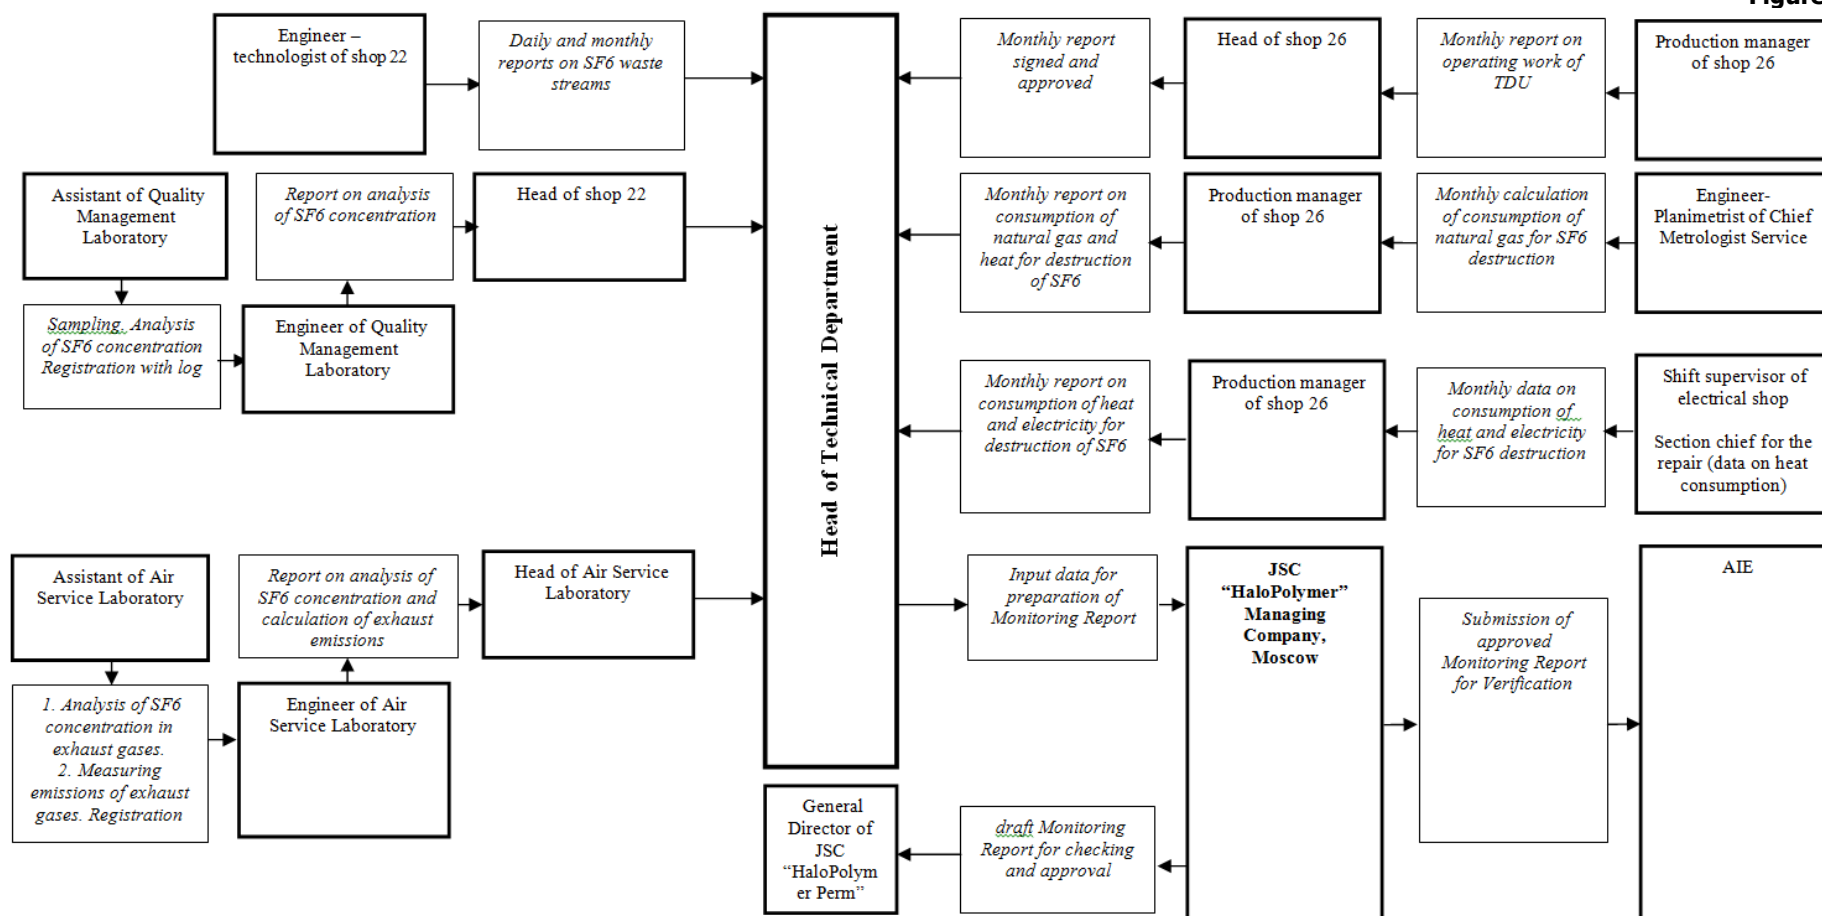 Figure
Engineer –
technologist of shop 22
Daily and monthly
reports on SF6 waste
streams
Monthly report
signed and
approved
Head of shop 26
Monthly report on
operating work of
TDU
Production manager
of shop 26
Assistant of Quality
Management
Laboratory
Report on analysis
of SF6 concentration
Head of shop 22
Monthly report on
consumption of
natural gas and
heat for destruction
of SF6
Production manager
of shop 26
Monthly calculation
of consumption of
natural gas for SF6
destruction
Engineer-
Planimetrist of Chief
Metrologist Service
Sampling. Analysis
of SF6 concentration
Registration with log
Engineer of Quality
Management
Laboratory
Head of Technical Department
Monthly report on
consumption of heat
and electricity for
destruction of SF6
Production manager
of shop 26
Monthly data on
consumption of
heat and electricity
for SF6 destruction
Shift supervisor of
electrical shop
Section chief for the
repair (data on heat
consumption)
Assistant of Air
Service Laboratory
Report on analysis of
SF6 concentration and
calculation of exhaust
emissions
Head of Air Service
Laboratory
Input data for
preparation of
Monitoring Report
JSC
“HaloPolymer”
Managing
Company,
Moscow
Submission of
approved
Monitoring Report
for Verification
AIE
1. Analysis of SF6
concentration in
exhaust gases.
2. Measuring
emissions of exhaust
gases. Registration
Engineer of Air
Service Laboratory
General
Director of
JSC
“HaloPolym
er Perm”
draft Monitoring
Report for checking
and approval